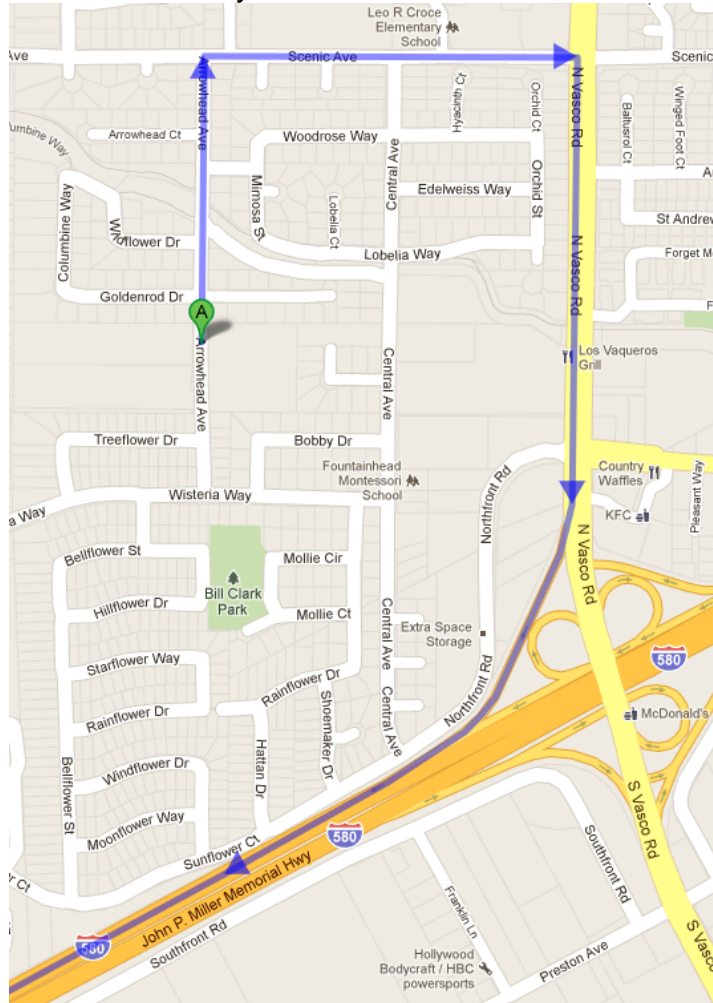 Leo R Croce
Elementary
School
Ave
Scenic Ave
Scenic
Arrowhead Ave
N Vasco Rd
Arrowhead Ct
Woodrose Way
Central Ave
Hyacinth Ct
Orchid Ct
Baltusrol Ct
Winged Foot Ct
umbine Way
Columbine Way
Wildflower Dr
Mimosa St
Lobelia Ct
Edelweiss Way
Orchid St
St Andrew
Lobelia Way
N Vasco Rd
Forget M
Goldenrod Dr
A
Arrowhead Ave
Central Ave
Los Vaqueros
Grill
Treeflower Dr
Bobby Dr
Fountainhead
Montessori
School
Northfront Rd
Country
Waffles
Pleasant Way
KFC
Wisteria Way
a Way
N Vasco Rd
Bellflower St
Mollie Cir
Bill Clark
Park
Hillflower Dr
Mollie Ct
Central Ave
Extra Space
Storage
580
Starflower Way
Rainflower Dr
Northfront Rd
Rainflower Dr
Shoemaker Dr
Central Ave
McDonald's
Hattan Dr
Windflower Dr
Bellflower St
Moonflower Way
S Vasco Rd
580
Sunflower Ct
Southfront Rd
er Ct
John P. Miller Memorial Hwy
580
Southfront Rd
Franklin Ln
S Vasco
Hollywood
Bodycraft / HBC
powersports
Preston Ave